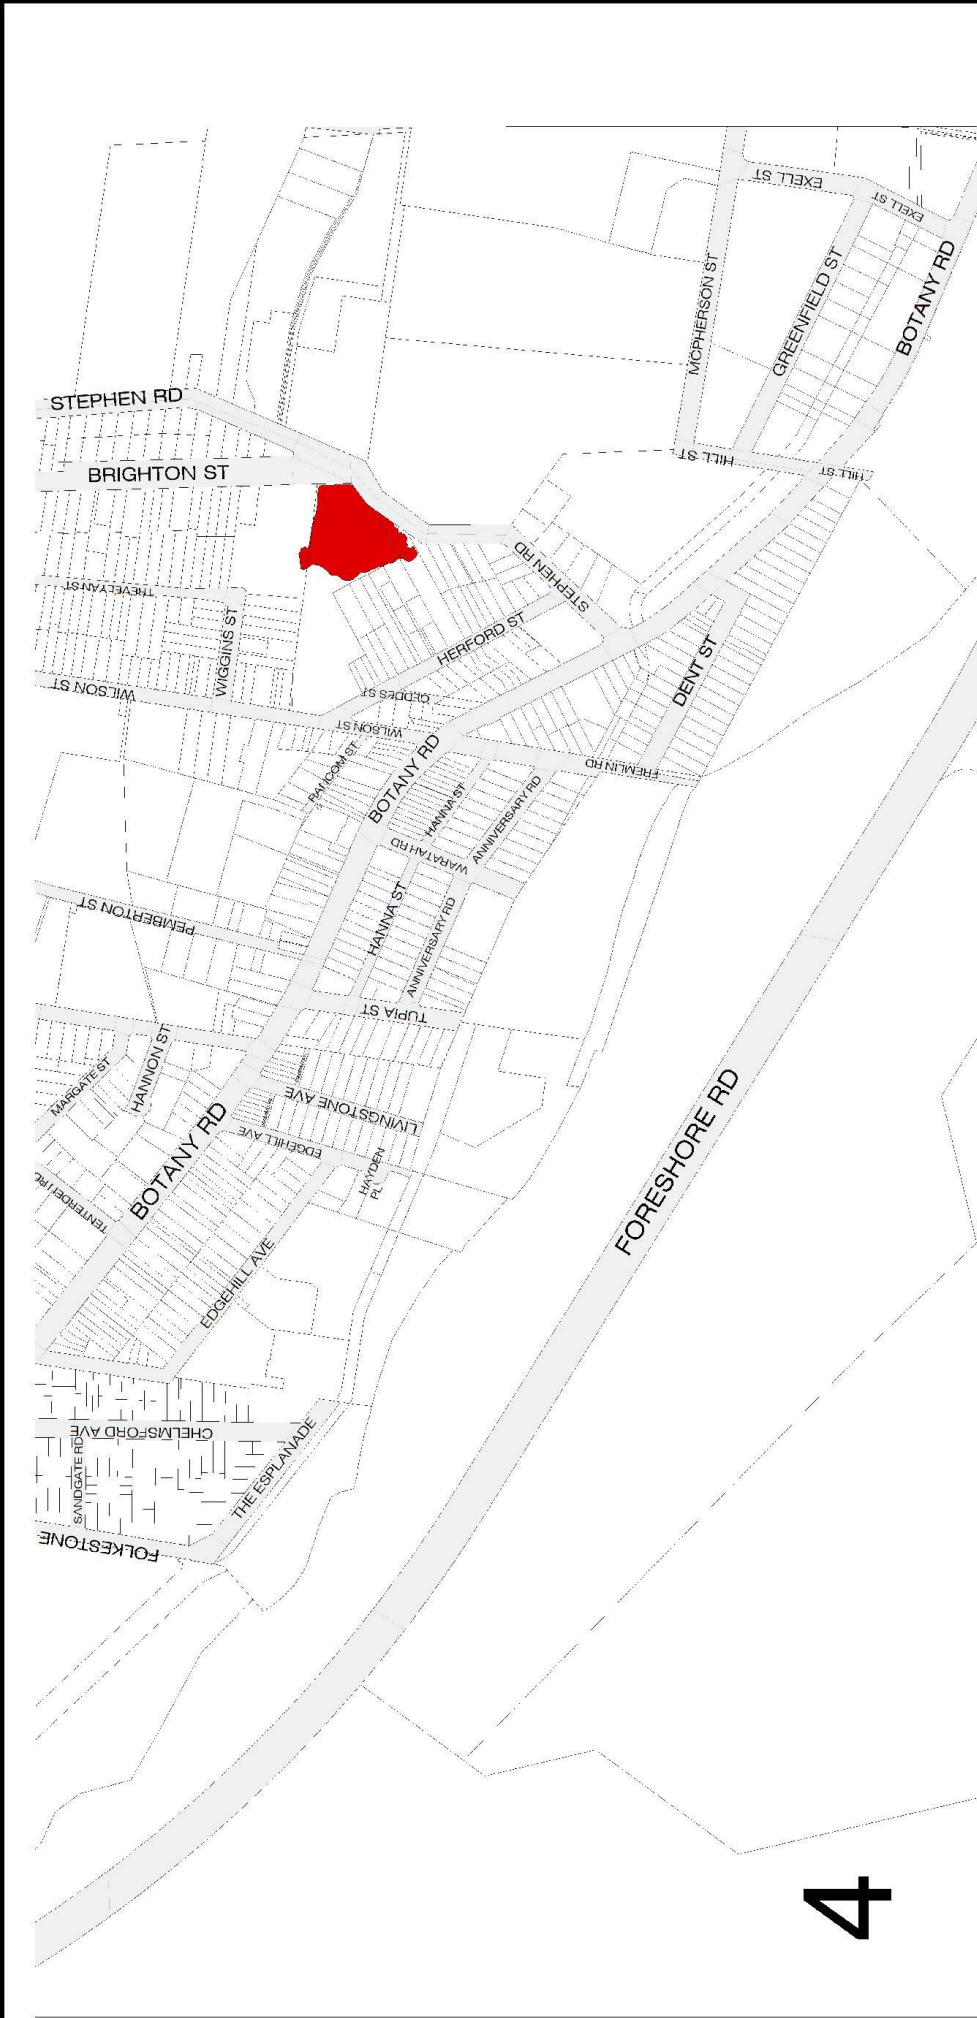 EXELL ST
EXELL ST
BOTANY RD
MCPHERSON ST
GREENFIELD ST
STEPHEN RD
BRIGHTON ST
HILL ST
HILL ST
STEPHEN RD
HERFORD ST
WIGGINS ST
WILSON ST
GEDDES ST
WILSON ST
DENT ST
FREMLIN RD
BOTANY RD
HANNA ST
ANNIVERSARY RD
WARATAH RD
PEMBERTON ST
HANNA ST
ANNIVERSARY RD
TUPIA ST
MARGATE ST
HANNON ST
LIVINGSTONE AVE
BOTANY RD
EDGEHILL AVE
HAYDEN
PL
FORESHORE RD
EDGEHILL AVE
CHELMSFORD AVE
SANDGATE RD
THE ESPLANADE
FOLKESTONE
4